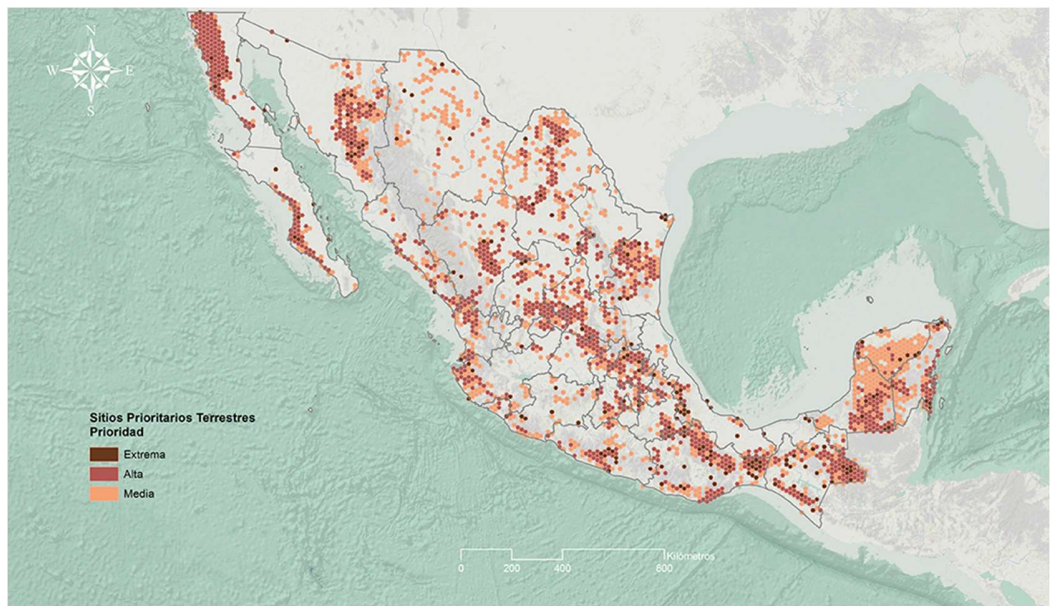 N
W E
S
Sitios Prioritarios Terrestres
Prioridad
Extrema
Alta
Media
Kilómetros
0 200 400 600